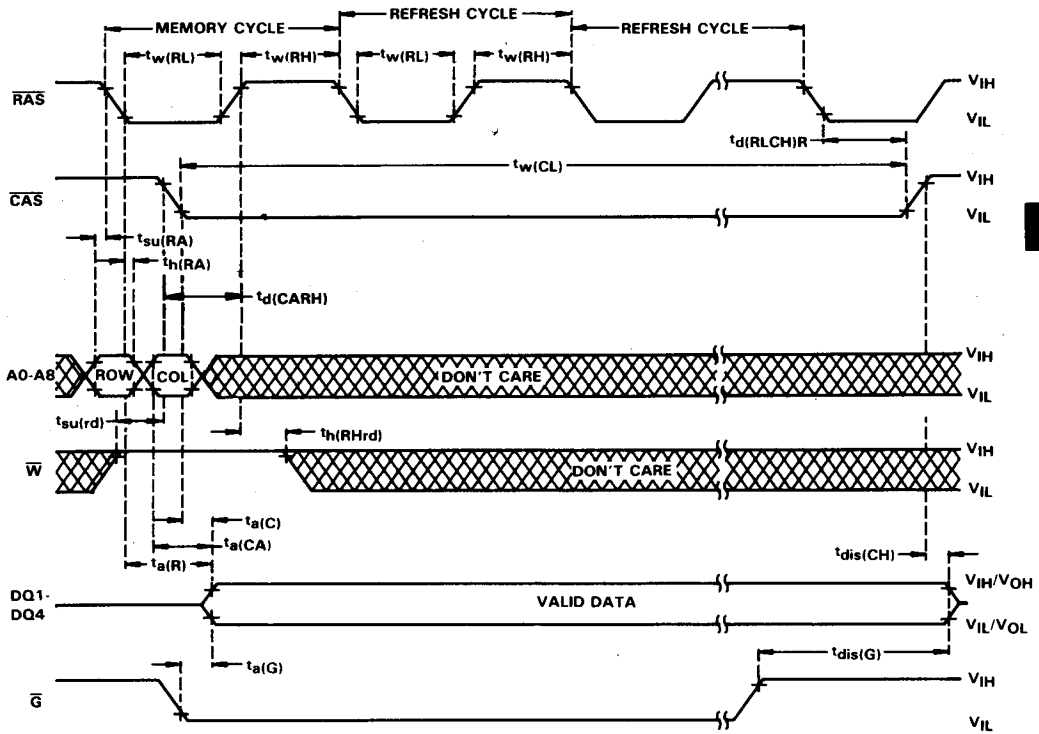 MEMORY CYCLE
REFRESH CYCLE
REFRESH CYCLE
tw(RL)
tw(RH)
tw(RL)
tw(RH)
RAS
VIH
VIL
td(RLCH)R
tw(CL)
CAS
VIH
VIL
tsu(RA)
th(RA)
td(CARH)
A0-A8
ROW
COL
DON'T CARE
VIH
VIL
tsu(rd)
th(RHrd)
W
DON'T CARE
VIH
VIL
ta(C)
ta(CA)
ta(R)
tdis(CH)
DQ1-
DQ4
VALID DATA
VIH/VOH
VIL/VOL
ta(G)
tdis(G)
G
VIH
VIL